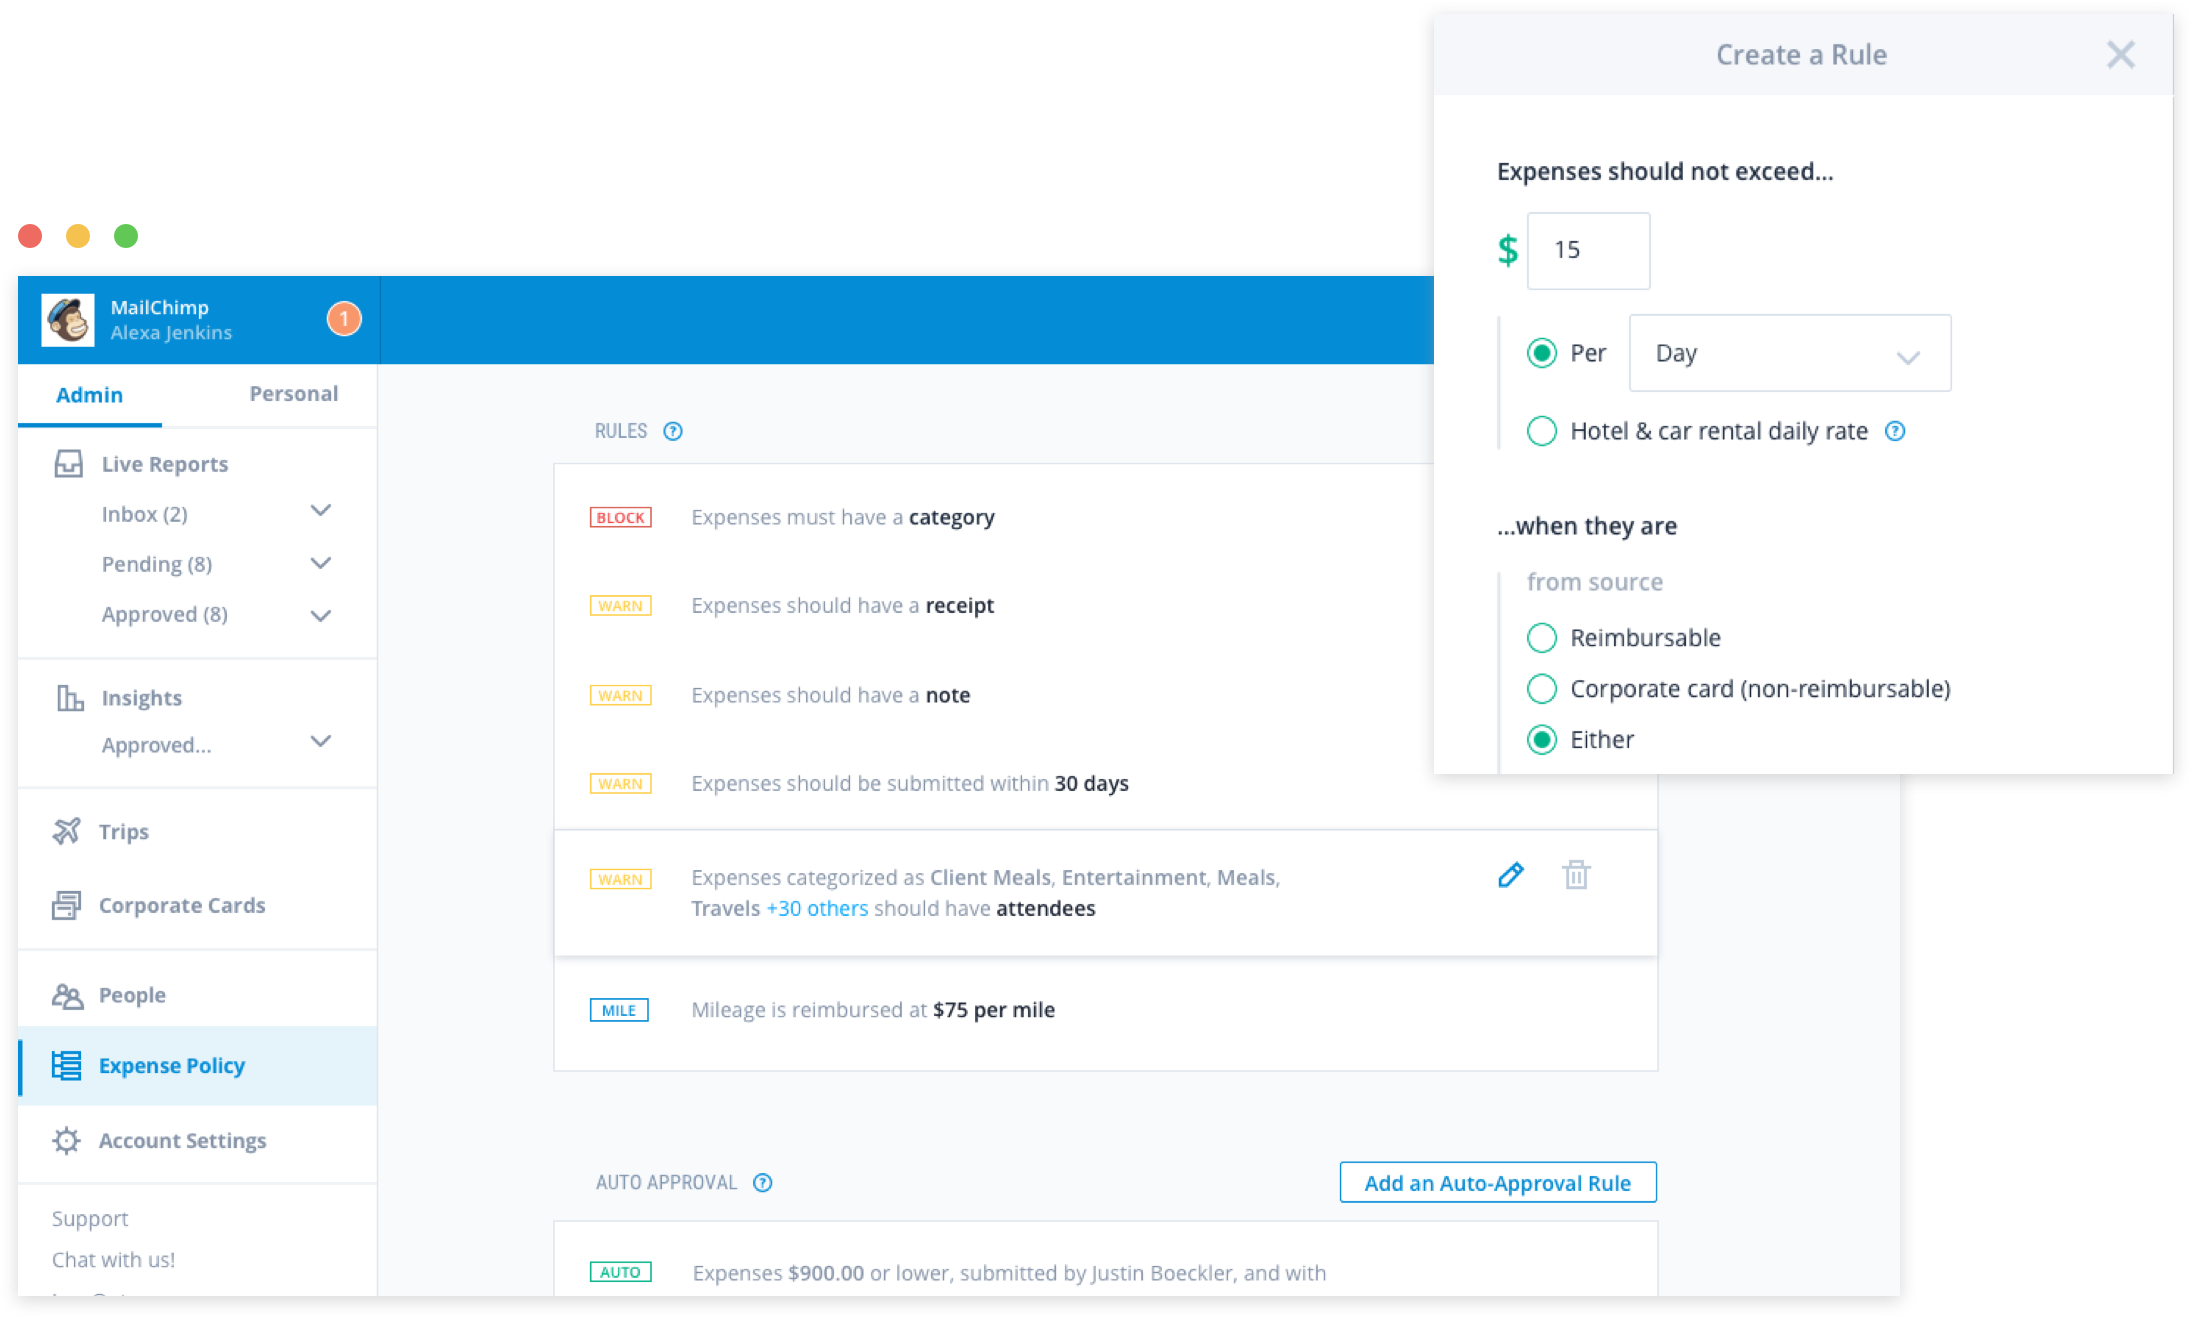 Create a Rule
Expenses should not exceed...
$ 15
Per Day
Hotel & car rental daily rate ?
...when they are
from source
Reimbursable
Corporate card (non-reimbursable)
Either
MailChimp
Alexa Jenkins
1
Admin Personal
Live Reports
Inbox (2)
Pending (8)
Approved (8)
Insights
Approved...
Trips
Corporate Cards
People
Expense Policy
Account Settings
Support
Chat with us!
RULES ?
BLOCK Expenses must have a category
WARN Expenses should have a receipt
WARN Expenses should have a note
WARN Expenses should be submitted within 30 days
WARN Expenses categorized as Client Meals, Entertainment, Meals,
Travels +30 others should have attendees
MILE Mileage is reimbursed at $75 per mile
AUTO APPROVAL ? Add an Auto-Approval Rule
AUTO Expenses $900.00 or lower, submitted by Justin Boeckler, and with